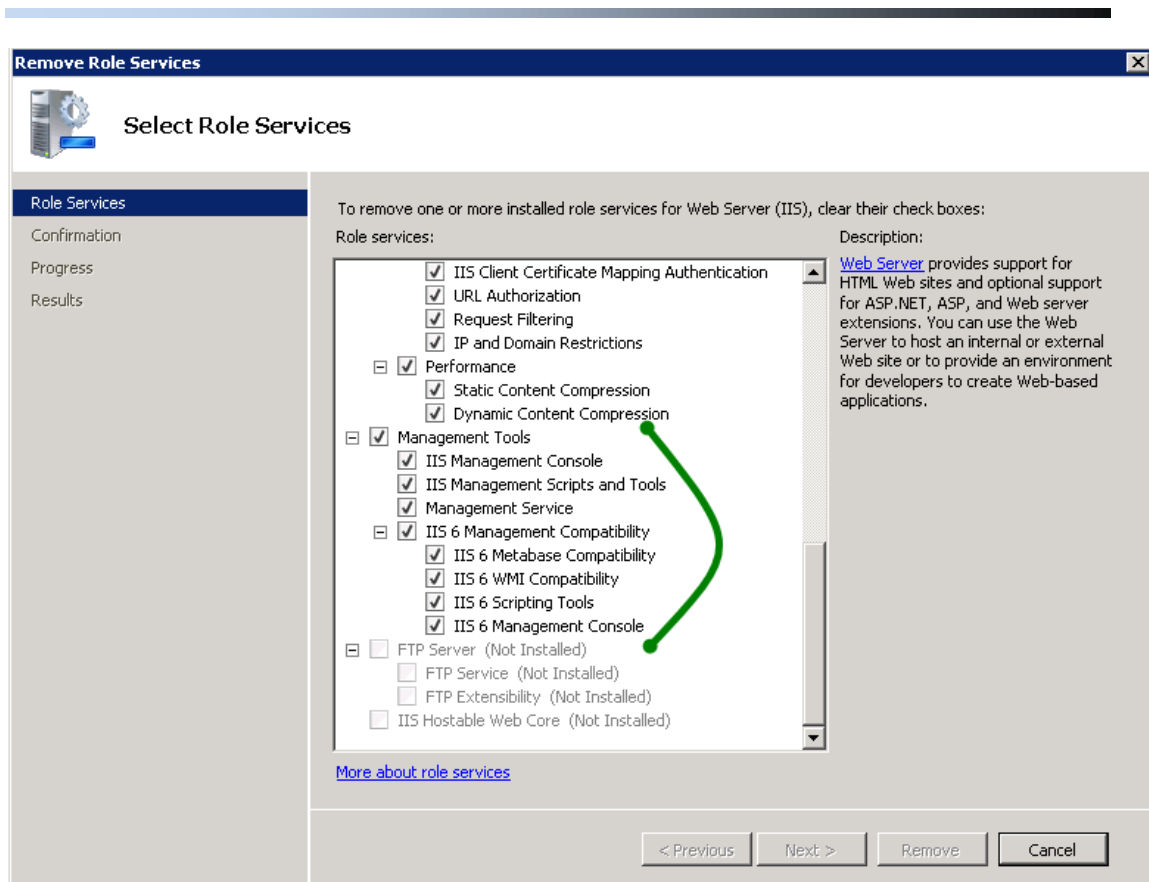 Remove Role Services
Select Role Services
Role Services
Confirmation
Progress
Results
To remove one or more installed role services for Web Server (IIS), clear their check boxes:
Role services:
IIS Client Certificate Mapping Authentication
URL Authorization
Request Filtering
IP and Domain Restrictions
Performance
Static Content Compression
Dynamic Content Compression
Management Tools
IIS Management Console
IIS Management Scripts and Tools
Management Service
IIS 6 Management Compatibility
IIS 6 Metabase Compatibility
IIS 6 WMI Compatibility
IIS 6 Scripting Tools
IIS 6 Management Console
FTP Server (Not Installed)
FTP Service (Not Installed)
FTP Extensibility (Not Installed)
IIS Hostable Web Core (Not Installed)
More about role services
Description:
Web Server provides support for
HTML Web sites and optional support
for ASP.NET, ASP, and Web server
extensions. You can use the Web
Server to host an internal or external
Web site or to provide an environment
for developers to create Web-based
applications.
< Previous
Next >
Remove
Cancel